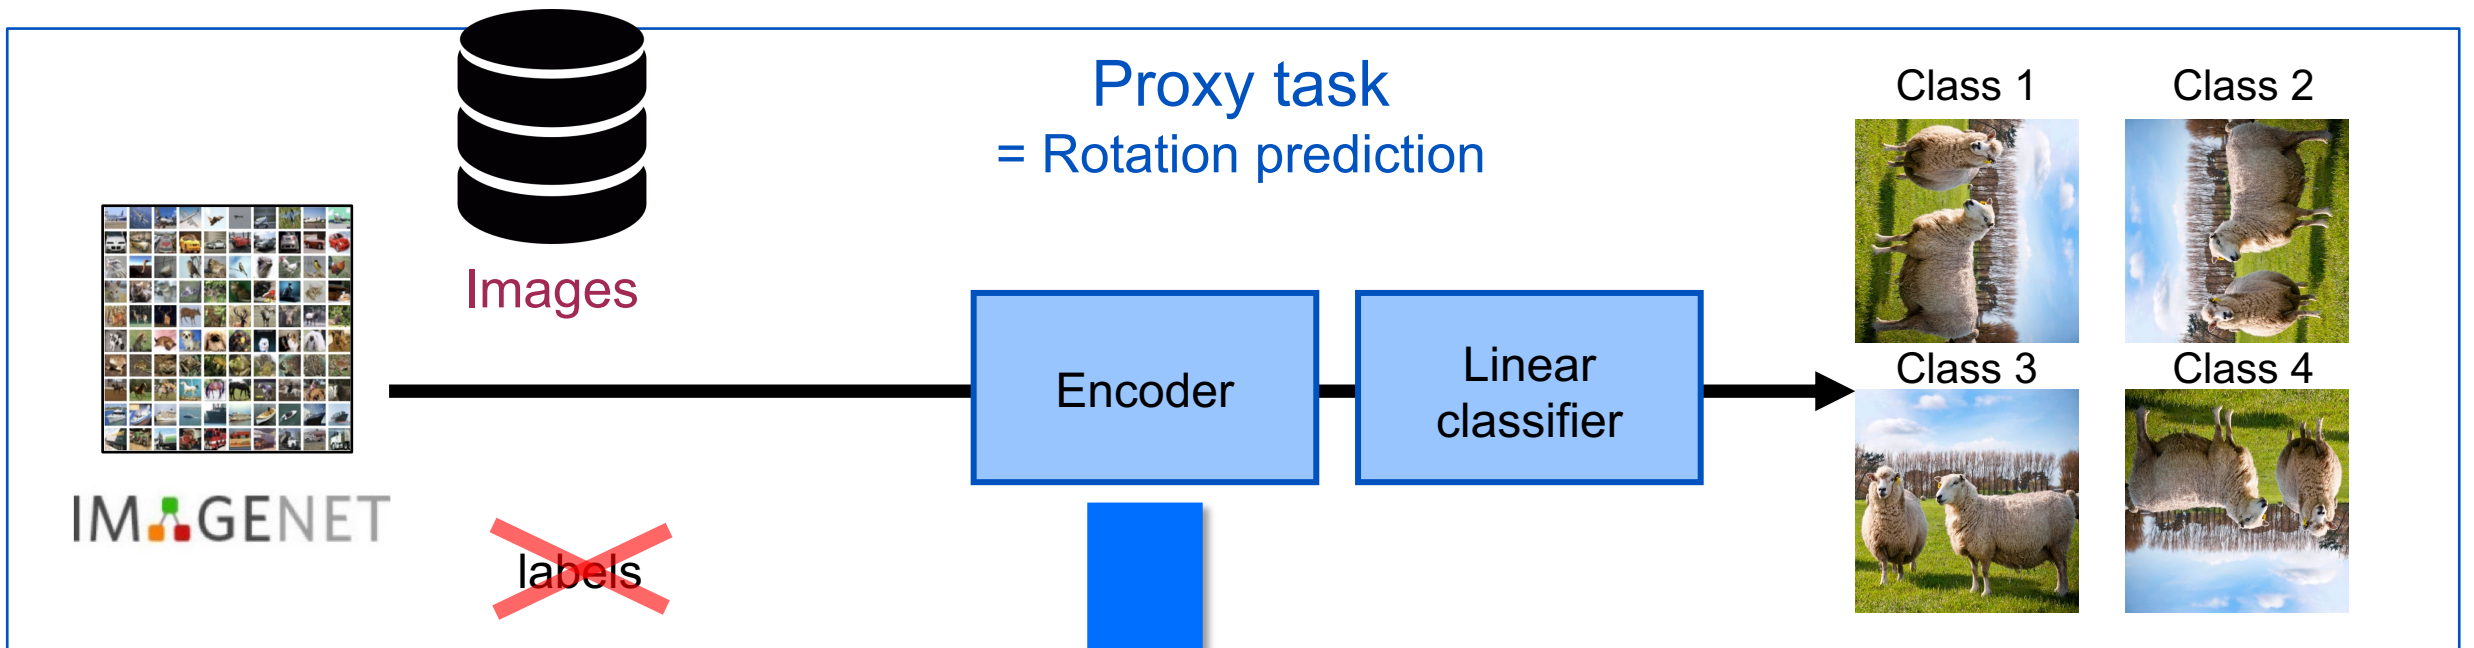 Proxy task
= Rotation prediction
Class 1
Class 2
Images
Encoder
Linear
classifier
Class 3
Class 4
IMAGENET
labels